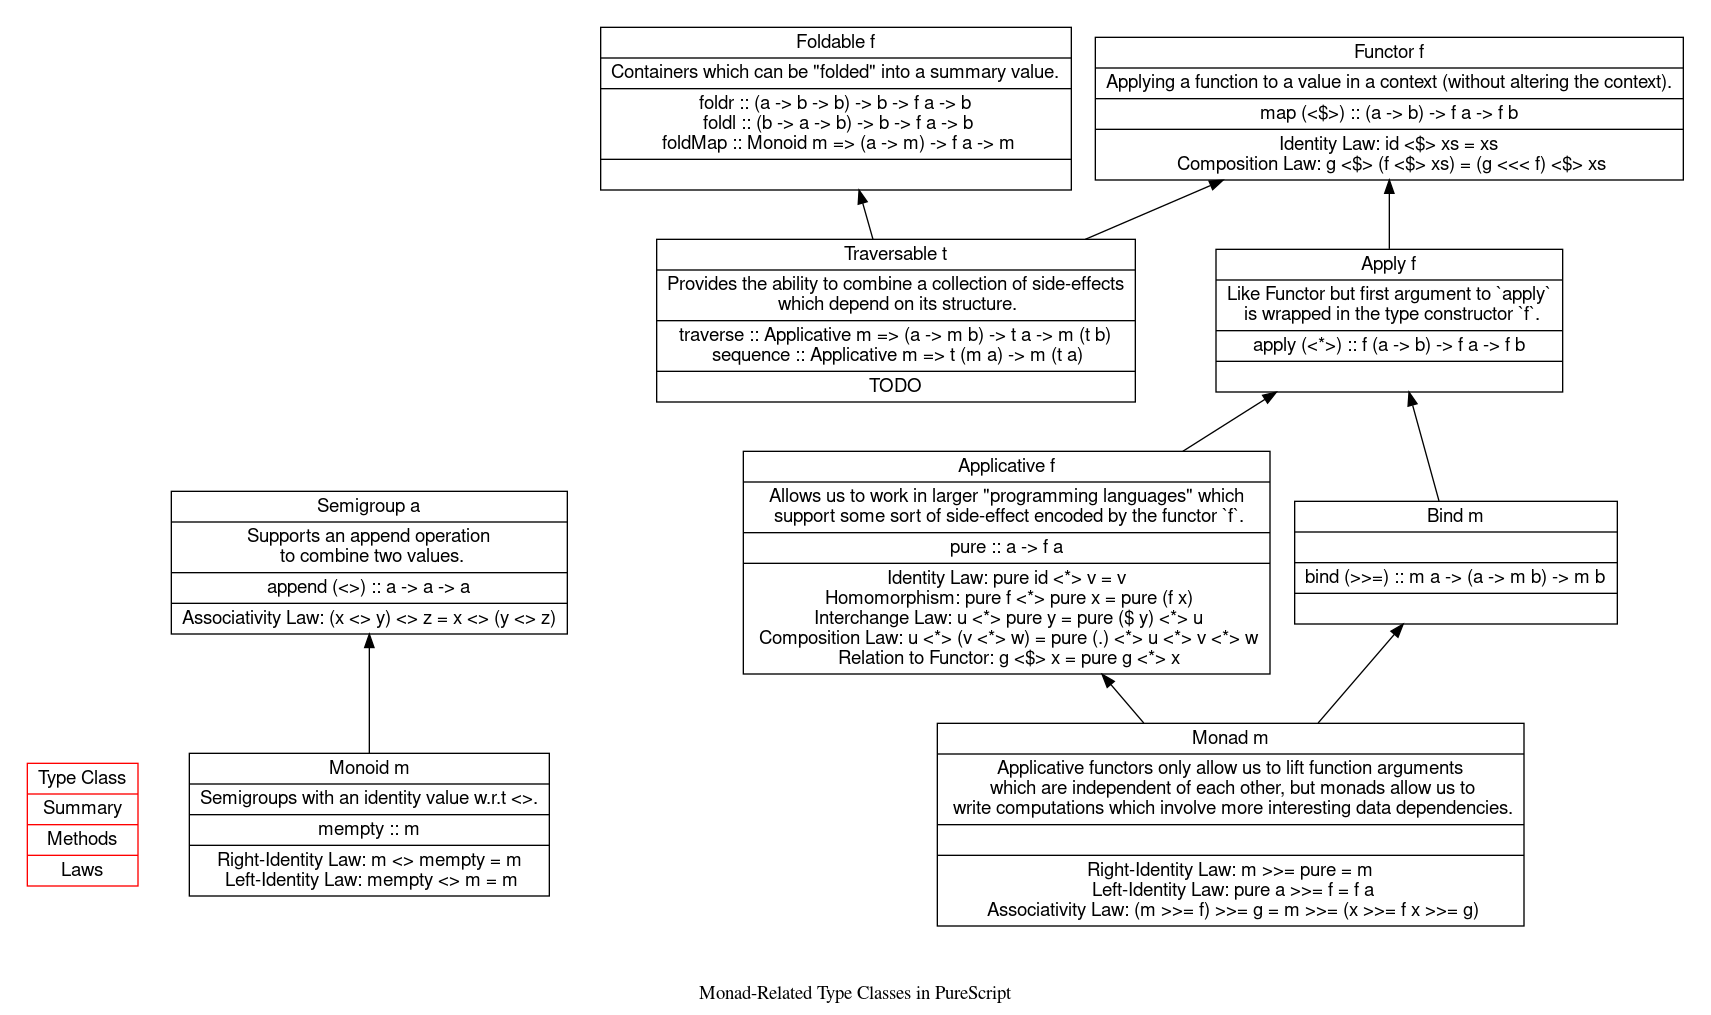 Foldable f
Containers which can be "folded" into a summary value.
foldr :: (a -> b -> b) -> b -> f a -> b
foldl :: (b -> a -> b) -> b -> f a -> b
foldMap :: Monoid m => (a -> m) -> f a -> m
Functor f
Applying a function to a value in a context (without altering the context).
map (<$>) :: (a -> b) -> f a -> f b
Identity Law: id <$> xs = xs
Composition Law: g <$> (f <$> xs) = (g <<< f) <$> xs
Traversable t
Provides the ability to combine a collection of side-effects
which depend on its structure.
traverse :: Applicative m => (a -> m b) -> t a -> m (t b)
sequence :: Applicative m => t (m a) -> m (t a)
TODO
Apply f
Like Functor but first argument to `apply`
is wrapped in the type constructor `f`.
apply (<*>) :: f (a -> b) -> f a -> f b
Applicative f
Allows us to work in larger "programming languages" which
support some sort of side-effect encoded by the functor `f`.
pure :: a -> f a
Identity Law: pure id <*> v = v
Homomorphism: pure f <*> pure x = pure (f x)
Interchange Law: u <*> pure y = pure ($ y) <*> u
Composition Law: u <*> (v <*> w) = pure (.) <*> u <*> v <*> w
Relation to Functor: g <$> x = pure g <*> x
Bind m
bind (>>=) :: m a -> (a -> m b) -> m b
Semigroup a
Supports an append operation
to combine two values.
append (<>) :: a -> a -> a
Associativity Law: (x <> y) <> z = x <> (y <> z)
Monoid m
Semigroups with an identity value w.r.t <>.
mempty :: m
Right-Identity Law: m <> mempty = m
Left-Identity Law: mempty <> m = m
Monad m
Applicative functors only allow us to lift function arguments
which are independent of each other, but monads allow us to
write computations which involve more interesting data dependencies.
Right-Identity Law: m >>= pure = m
Left-Identity Law: pure a >>= f = f a
Associativity Law: (m >>= f) >>= g = m >>= (x >>= f x >>= g)
Type Class
Summary
Methods
Laws
Monad-Related Type Classes in PureScript